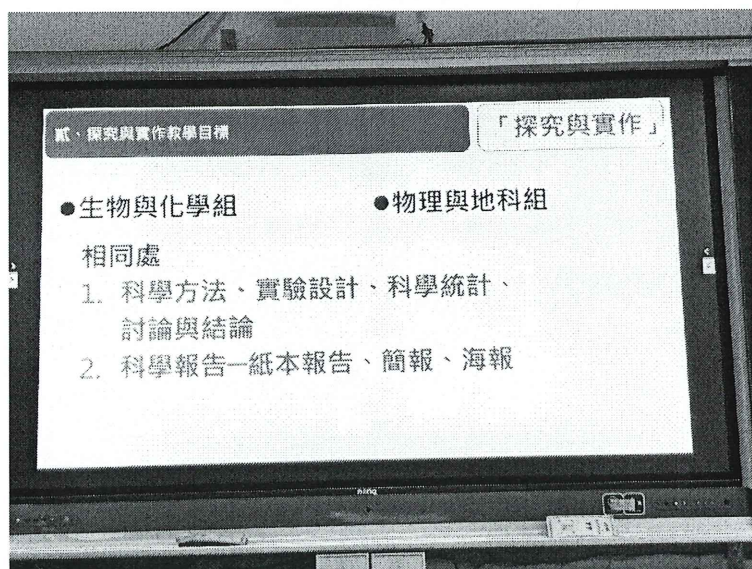 貳、探究與實作教學目標
「探究與實作」
●生物與化學組
●物理與地科組
相同處
1. 科學方法、實驗設計、科學統計、
討論與結論
2. 科學報告─紙本報告、簡報、海報